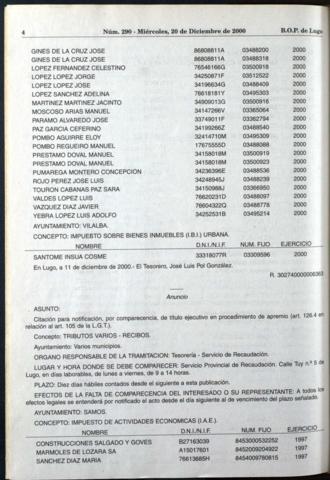 4 Núm. 290 - Miércoles, 20 de Diciembre de 2000 B.O.P. de Lugo
GINES DE LA CRUZ JOSE 86808811A 03488200 2000
GINES DE LA CRUZ JOSE 86808811A 03488318 2000
LOPEZ FERNANDEZ CELESTINO 76546166G 03500918 2000
LOPEZ LOPEZ JORGE 34250871F 03512522 2000
LOPEZ LOPEZ JOSE 34196634G 03488409 2000
LOPEZ SANCHEZ ADELINA 76618181Y 03495303 2000
MARTINEZ MARTINEZ JACINTO 34909013G 03500916 2000
MOSCOSO ARIAS MANUEL 34147266V 03365064 2000
PARAMO ALVAREDO JOSE 33749011F 03362794 2000
PAZ GARCIA CEFERINO 34199266Z 03488540 2000
POMBO AGUIRRE ELOY 32414710M 03495309 2000
POMBO REGUEIRO MANUEL 17675555D 03488088 2000
PRESTAMO DOVAL MANUEL 34158018M 03500919 2000
PRESTAMO DOVAL MANUEL 34158018M 03500923 2000
PUMAREGA MONTERO CONCEPCION 34236396E 03488536 2000
ROJO PEREZ JOSE LUIS 34248945J 03488239 2000
TOURON CABANAS PAZ SARA 34150988J 03366950 2000
VALDES LOPEZ LUIS 76620231D 03488097 2000
VAZQUEZ DIAZ JAVIER 76604322Q 03488778 2000
YEBRA LOPEZ LUIS ADOLFO 34252531B 03495214 2000
AYUNTAMIENTO: VILALBA.
CONCEPTO: IMPUESTO SOBRE BIENES INMUEBLES (I.B.I.) URBANA.
NOMBRE D.N.I./N.I.F. NUM. FIJO EJERCICIO
SANTOME INSUA COSME 33318077R 03309596 2000
En Lugo, a 11 de diciembre de 2000.- El Tesorero, José Luis Pol González.
R. 302740000006363
Anuncio
ASUNTO:
Citación para notificación, por comparecencia, de título ejecutivo en procedimiento de apremio (art. 126.4 en
relación al art. 105 de la L.G.T.).
Concepto: TRIBUTOS VARIOS - RECIBOS.
Ayuntamiento: Varios municipios.
ORGANO RESPONSABLE DE LA TRAMITACION: Tesorería - Servicio de Recaudación.
LUGAR Y HORA DONDE SE DEBE COMPARECER: Servicio Provincial de Recaudación. Calle Tuy n.º 5 de
Lugo, en días laborables, de lunes a viernes, de 9 a 14 horas.
PLAZO: Diez días hábiles contados desde el siguiente a esta publicación.
EFECTOS DE LA FALTA DE COMPARECENCIA DEL INTERESADO O SU REPRESENTANTE: A todos los
efectos legales se entenderá por notificado el acto desde el día siguiente al de vencimiento del plazo señalado.
AYUNTAMIENTO: SAMOS.
CONCEPTO: IMPUESTO DE ACTIVIDADES ECONOMICAS (I.A.E.).
NOMBRE D.N.I./N.I.F. NUM. FIJO EJERCICIO
CONSTRUCCIONES SALGADO Y GOVES B27163039 8453000532252 1997
MARMOLES DE LOZARA SA A15017601 8452009204922 1997
SANCHEZ DIAZ MARIA 76613685H 8454009780815 1997